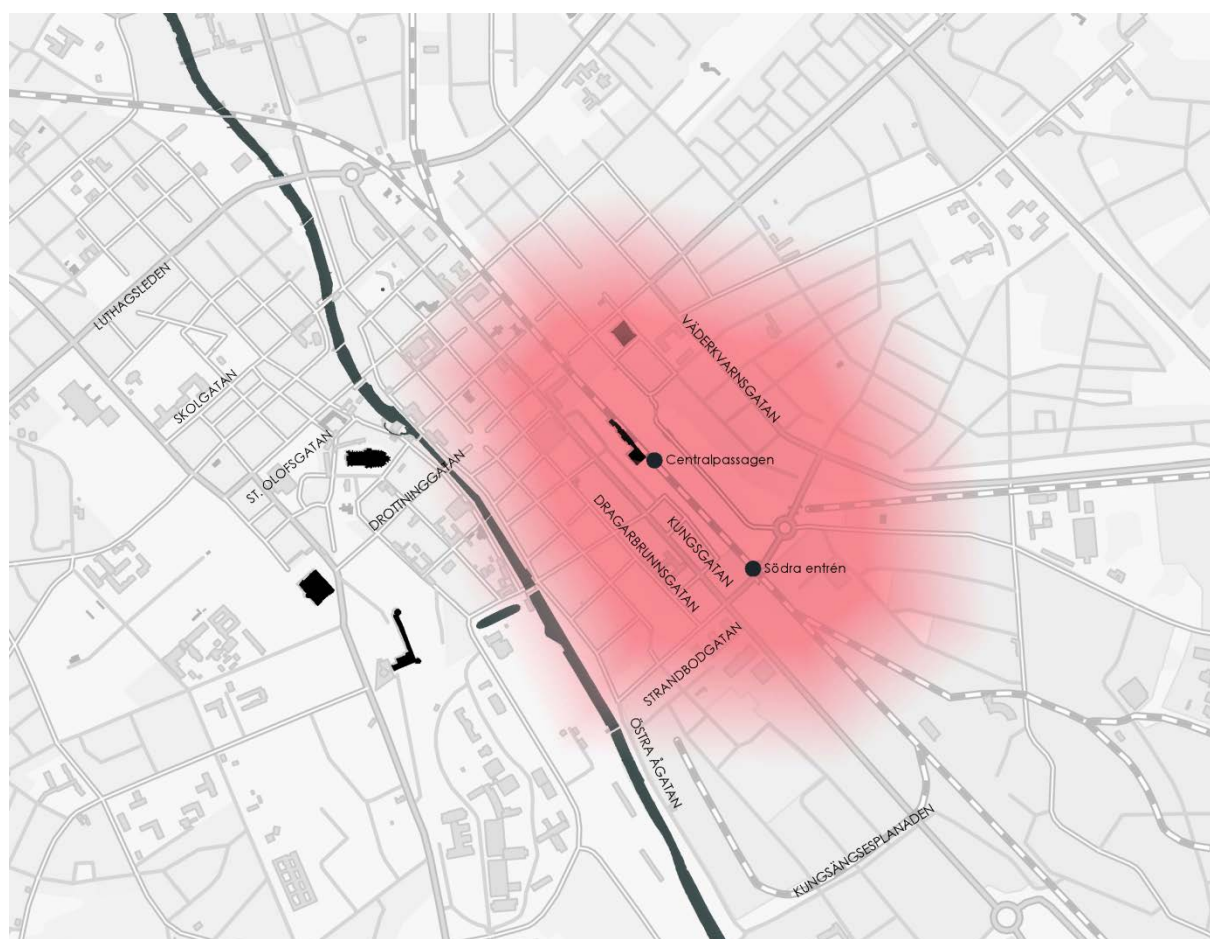 LUTHAGSLEDEN
VÄDERKVARNSGATAN
SKOLGATAN
ST. OLOFSGATAN
Centralpassagen
DROTTNINGGATAN
DRAGARBRUNNSGATAN
KUNGSGATAN
Södra entrén
STRANDBODGATAN
ÖSTRA ÅGATAN
KUNGSÄNGSESPLANADEN